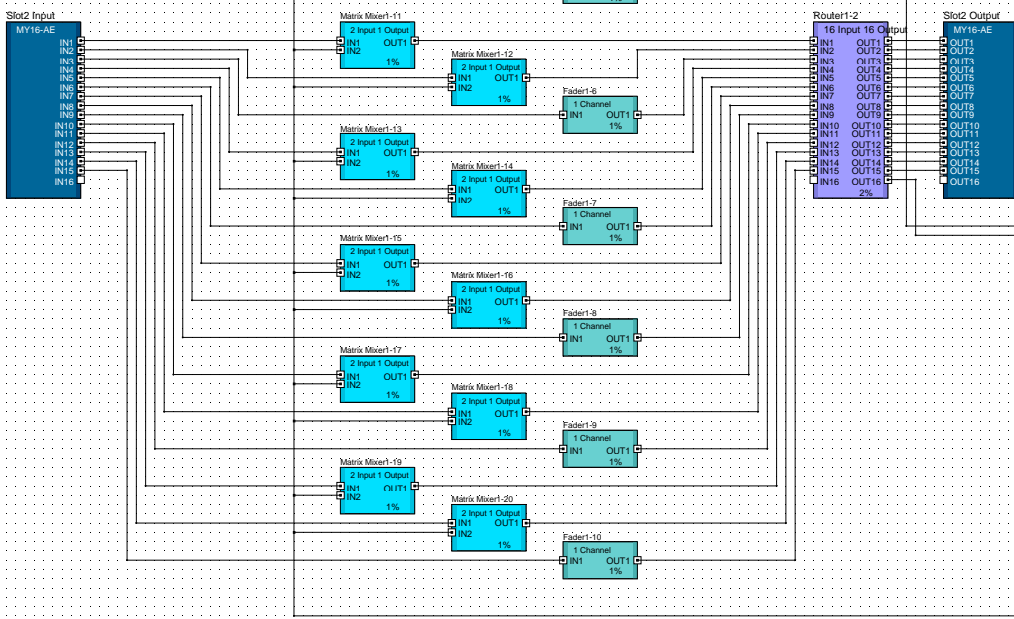 1%
Slot2 Input
MY16-AE
IN1
IN2
IN3
IN4
IN5
IN6
IN7
IN8
IN9
IN10
IN11
IN12
IN13
IN14
IN15
IN16
Matrix Mixer1-11
2 Input 1 Output
IN1 OUT1
IN2
1%
Matrix Mixer1-12
2 Input 1 Output
IN1 OUT1
IN2
1%
Fader1-6
1 Channel
IN1 OUT1
1%
Matrix Mixer1-13
2 Input 1 Output
IN1 OUT1
IN2
1%
Matrix Mixer1-14
2 Input 1 Output
IN1 OUT1
IN2
1%
Fader1-7
1 Channel
IN1 OUT1
1%
Matrix Mixer1-15
2 Input 1 Output
IN1 OUT1
IN2
1%
Matrix Mixer1-16
2 Input 1 Output
IN1 OUT1
IN2
1%
Fader1-8
1 Channel
IN1 OUT1
1%
Matrix Mixer1-17
2 Input 1 Output
IN1 OUT1
IN2
1%
Matrix Mixer1-18
2 Input 1 Output
IN1 OUT1
IN2
1%
Fader1-9
1 Channel
IN1 OUT1
1%
Matrix Mixer1-19
2 Input 1 Output
IN1 OUT1
IN2
1%
Matrix Mixer1-20
2 Input 1 Output
IN1 OUT1
IN2
1%
Fader1-10
1 Channel
IN1 OUT1
1%
Router1-2
16 Input 16 Output
IN1 OUT1
IN2 OUT2
IN3 OUT3
IN4 OUT4
IN5 OUT5
IN6 OUT6
IN7 OUT7
IN8 OUT8
IN9 OUT9
IN10 OUT10
IN11 OUT11
IN12 OUT12
IN13 OUT13
IN14 OUT14
IN15 OUT15
IN16 OUT16
2%
Slot2 Output
MY16-AE
OUT1
OUT2
OUT3
OUT4
OUT5
OUT6
OUT7
OUT8
OUT9
OUT10
OUT11
OUT12
OUT13
OUT14
OUT15
OUT16